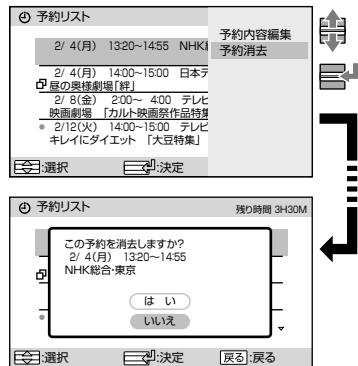 予約リスト
予約内容編集
予約消去
2/ 4(月) 13:20~14:55 NHK
2/ 4(月) 14:00~15:00 日本テ
昼の奥様劇場「絆」
2/ 8(金) 2:00~ 4:00 テレビ
映画劇場 「カルト映画祭作品特集
2/12(火) 14:00~15:00 テレビ
キレイにダイエット 「大豆特集」
:選択 :決定
予約リスト 残り時間 3H30M
この予約を消去しますか?
2/ 4(月) 13:20~14:55
NHK総合・東京
は い
いいえ
:選択 :決定 戻る:戻る